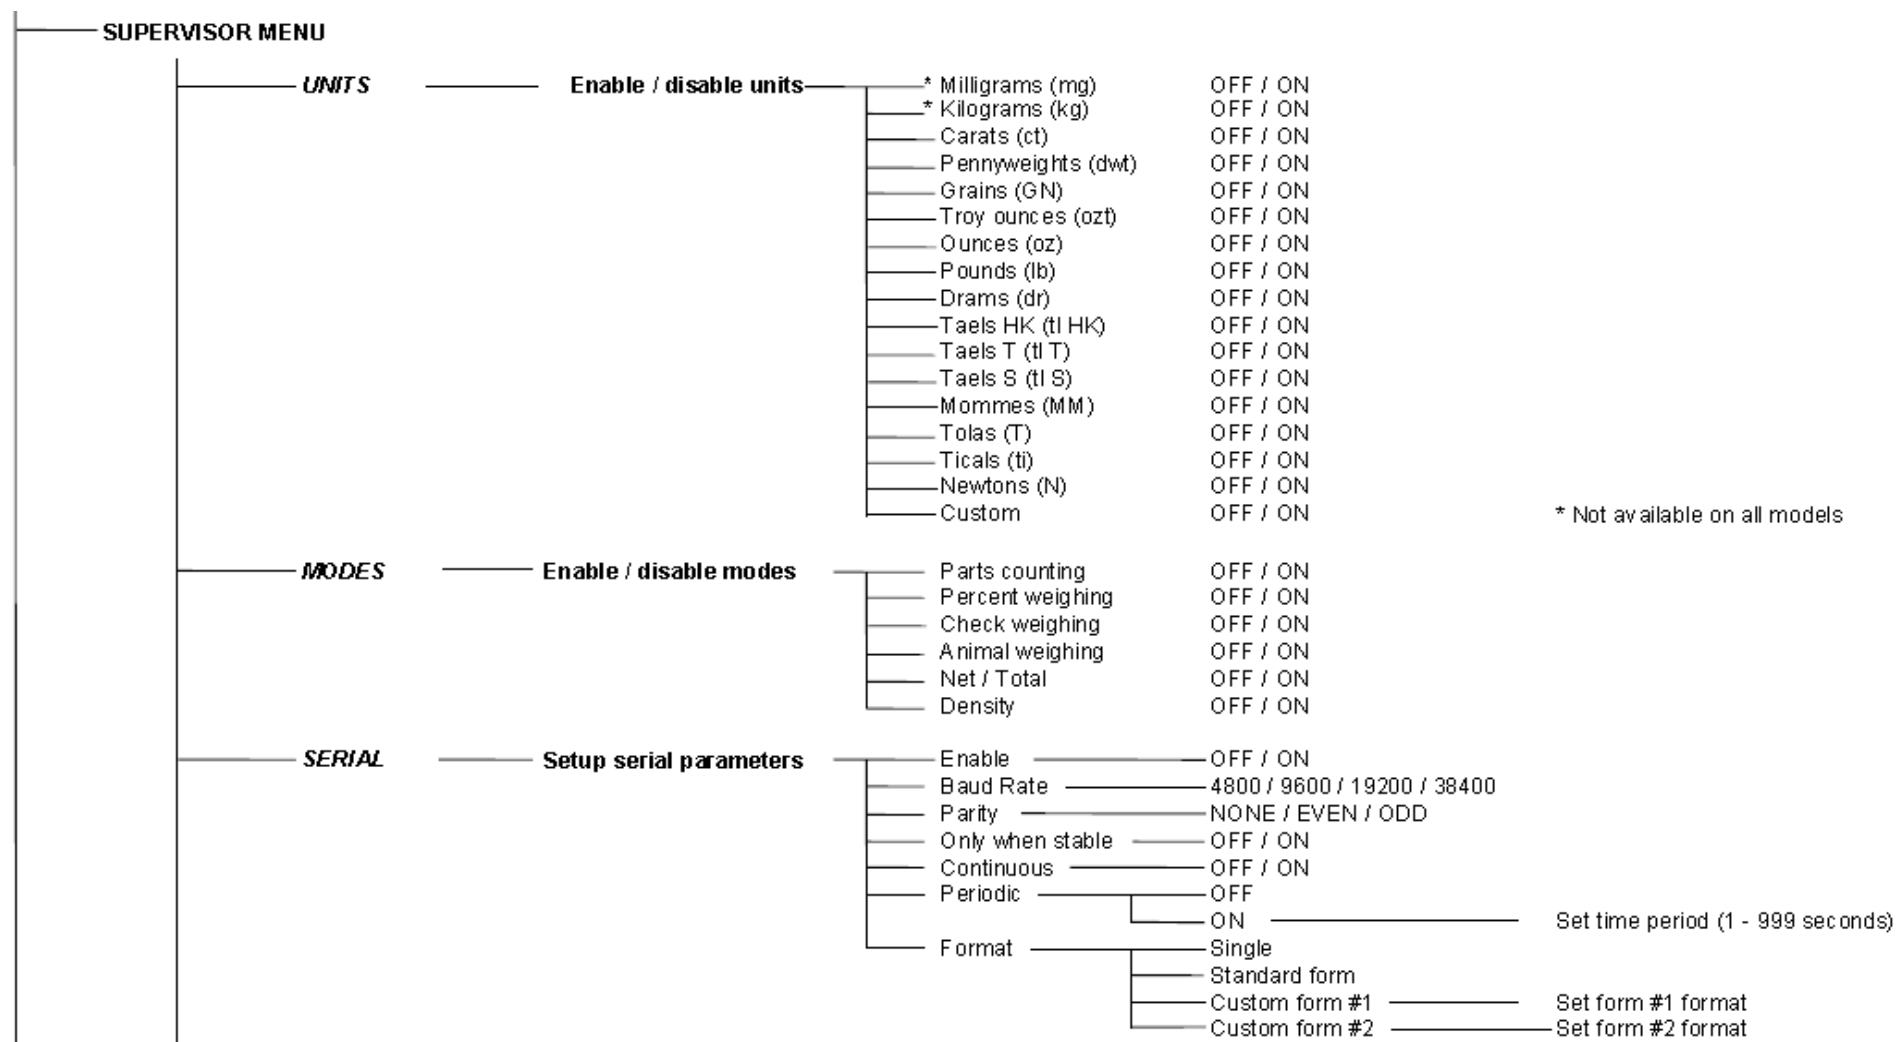 SUPERVISOR MENU
UNITS Enable / disable units * Milligrams (mg) OFF / ON
* Kilograms (kg) OFF / ON
Carats (ct) OFF / ON
Pennyweights (dwt) OFF / ON
Grains (GN) OFF / ON
Troy ounces (ozt) OFF / ON
Ounces (oz) OFF / ON
Pounds (lb) OFF / ON
Drams (dr) OFF / ON
Taels HK (tl HK) OFF / ON
Taels T (tl T) OFF / ON
Taels S (tl S) OFF / ON
Mommes (MM) OFF / ON
Tolas (T) OFF / ON
Ticals (ti) OFF / ON
Newtons (N) OFF / ON
Custom OFF / ON * Not available on all models
MODES Enable / disable modes Parts counting OFF / ON
Percent weighing OFF / ON
Check weighing OFF / ON
Animal weighing OFF / ON
Net / Total OFF / ON
Density OFF / ON
SERIAL Setup serial parameters Enable OFF / ON
Baud Rate 4800 / 9600 / 19200 / 38400
Parity NONE / EVEN / ODD
Only when stable OFF / ON
Continuous OFF / ON
Periodic OFF
ON Set time period (1 - 999 seconds)
Format Single
Standard form
Custom form #1 Set form #1 format
Custom form #2 Set form #2 format